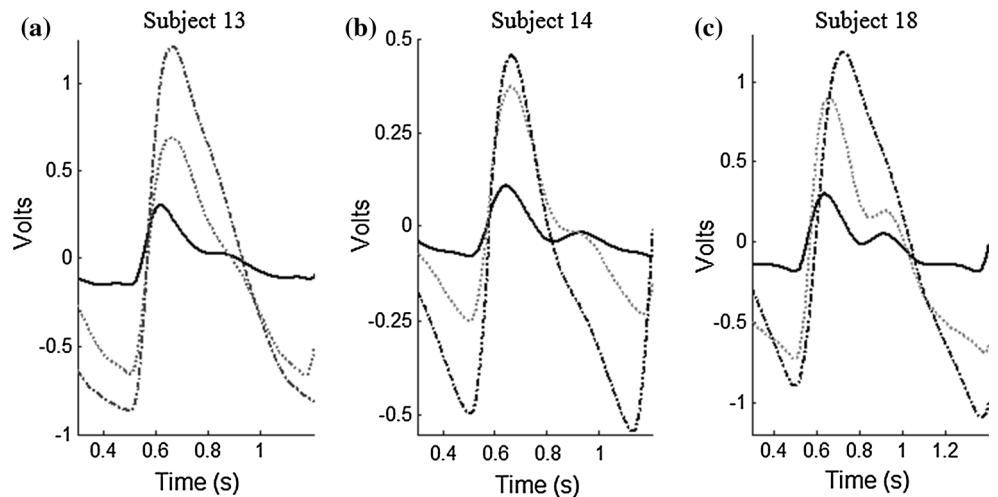 (a) Subject 13
Volts
1
0.5
0
-0.5
-1
0.4 0.6 0.8 1
Time (s)
(b) Subject 14
Volts
0.5
0.25
0
-0.25
-0.5
0.4 0.6 0.8 1
Time (s)
(c) Subject 18
Volts
1
0.5
0
-0.5
-1
0.4 0.6 0.8 1 1.2
Time (s)